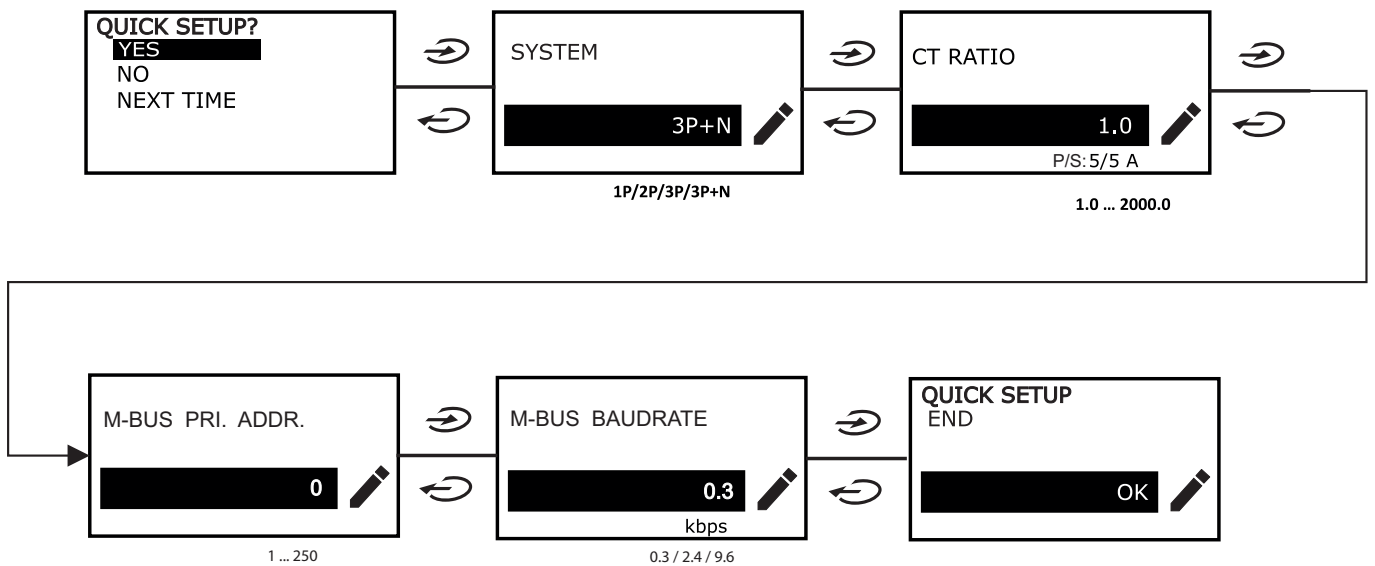 QUICK SETUP?
YES
NO
NEXT TIME
SYSTEM
3P+N
1P/2P/3P/3P+N
CT RATIO
1.0
P/S: 5/5 A
1.0 ... 2000.0
M-BUS PRI. ADDR.
0
1 ... 250
M-BUS BAUDRATE
0.3
kbps
0.3 / 2.4 / 9.6
QUICK SETUP
END
OK